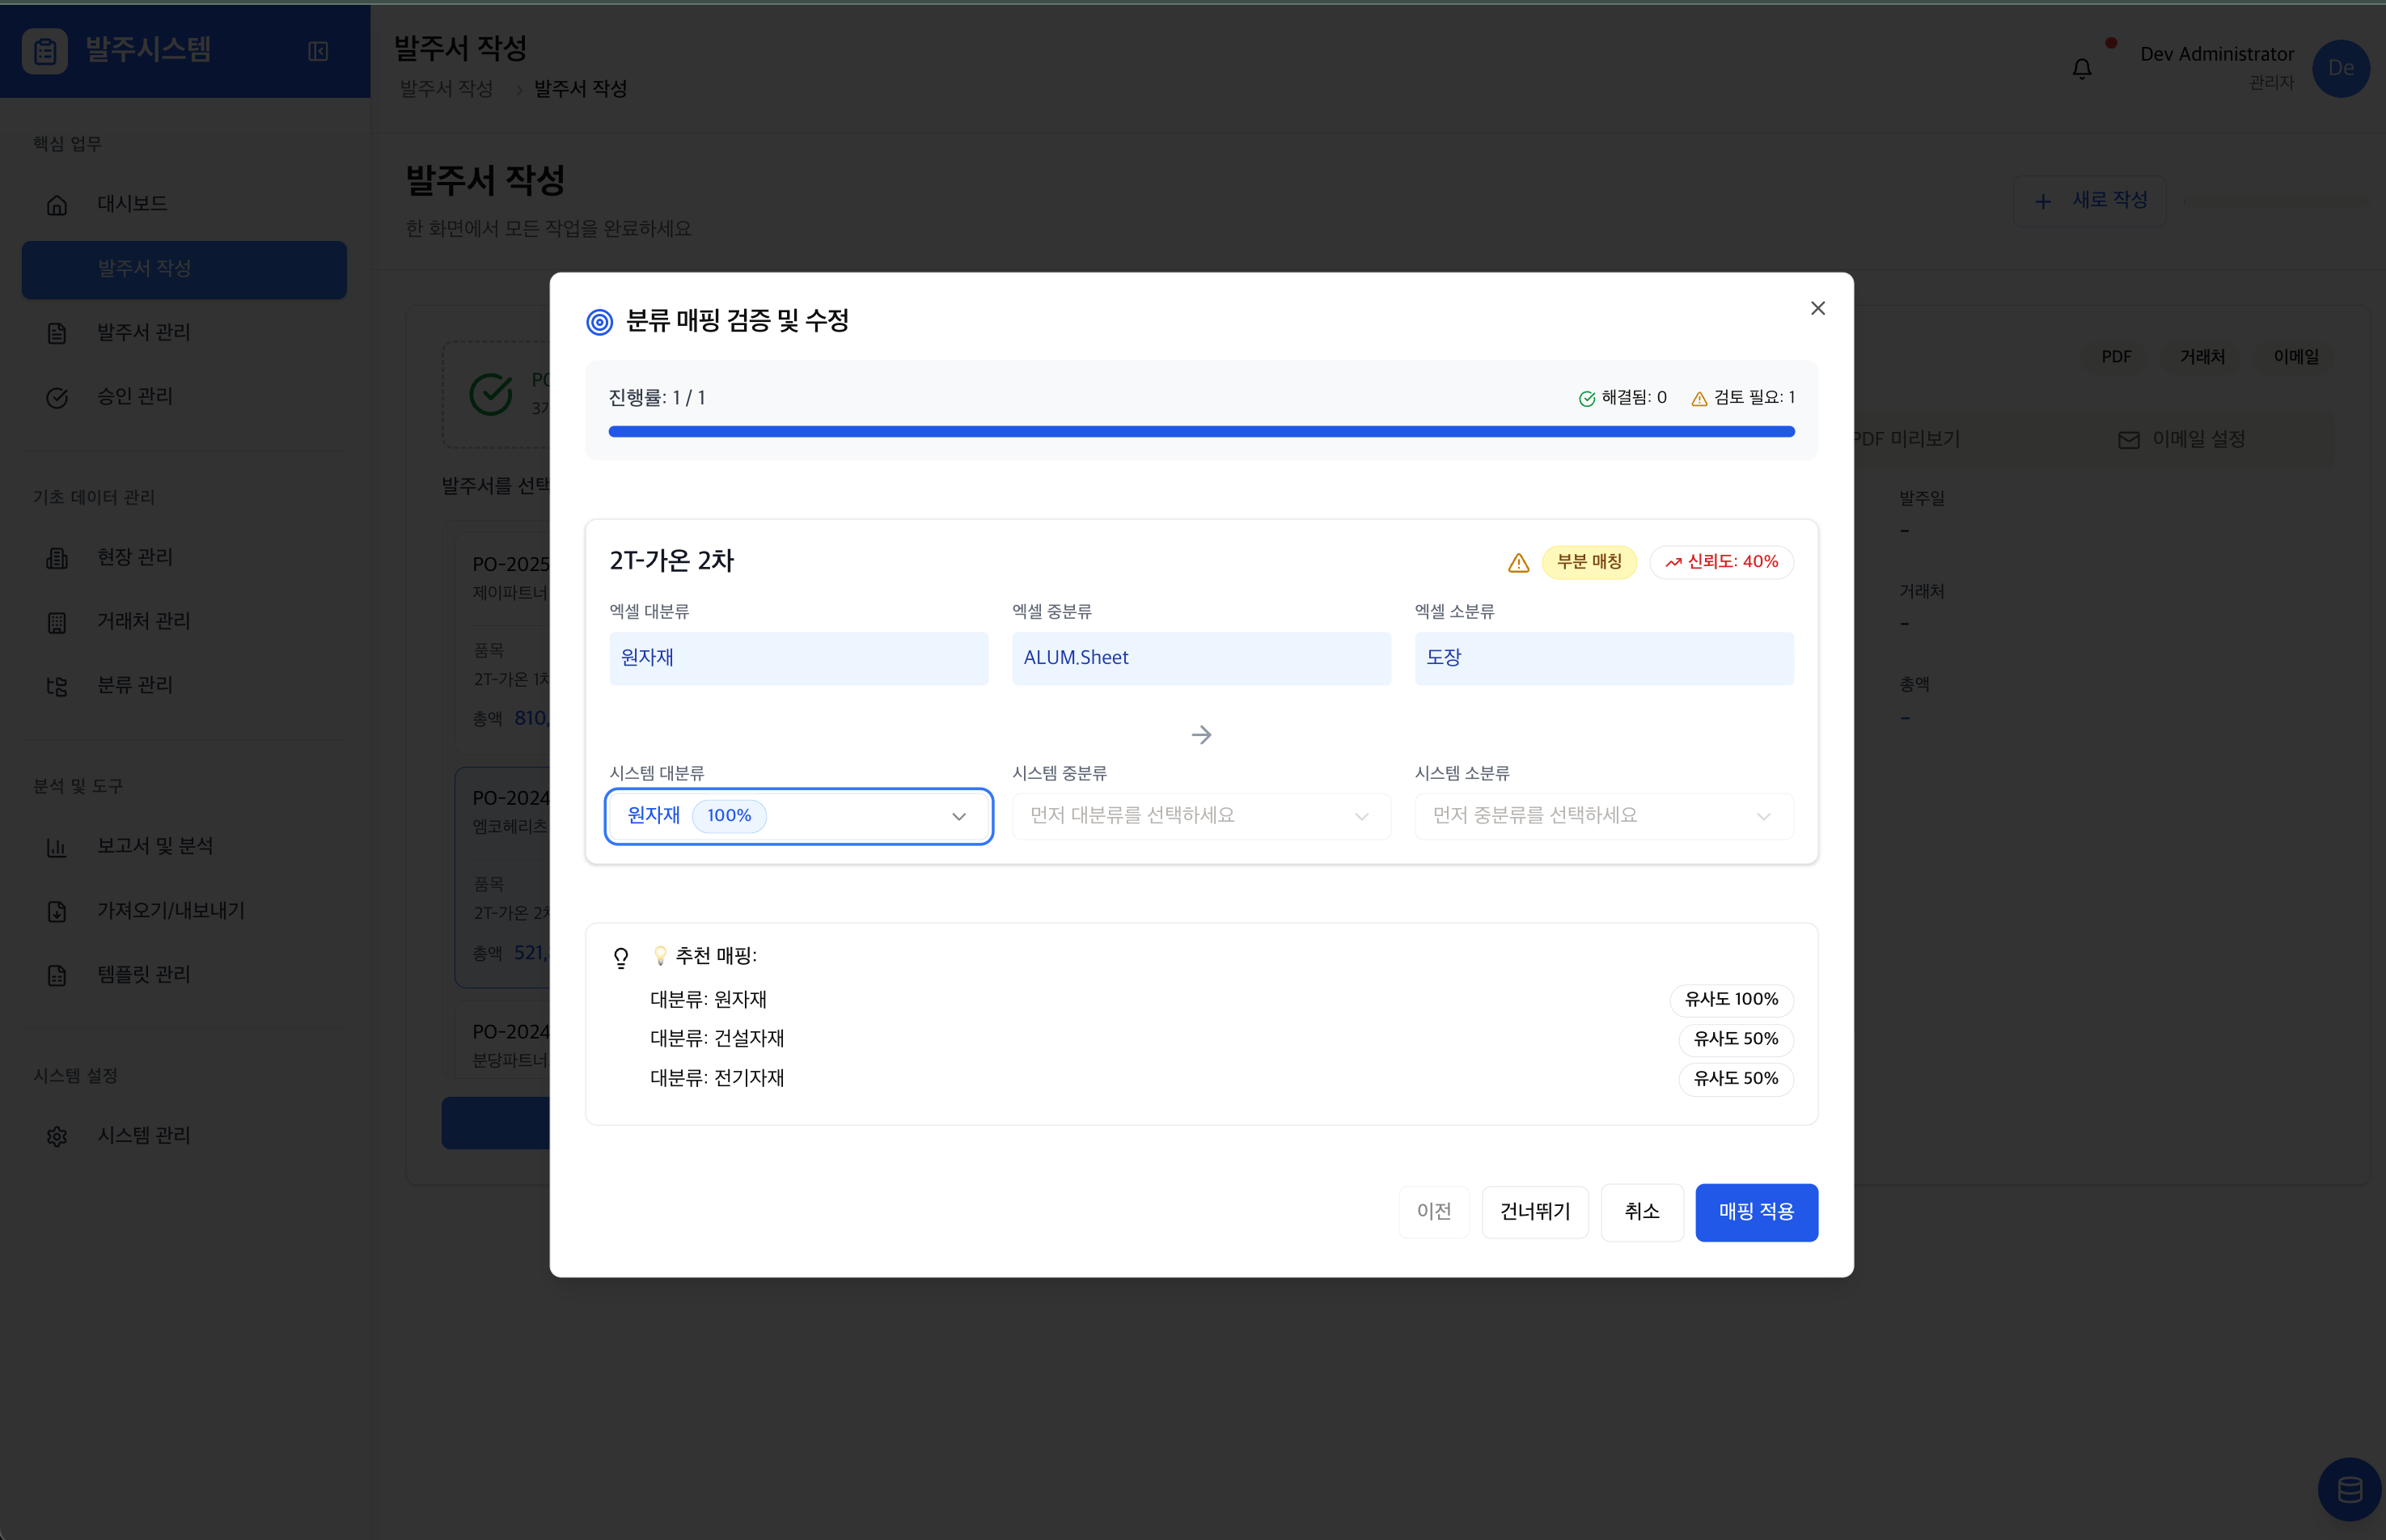 발주시스템
발주서 작성
발주서 작성 › 발주서 작성
Dev Administrator
관리자
De
핵심 업무
대시보드
발주서 작성
발주서 관리
승인 관리
기초 데이터 관리
현장 관리
거래처 관리
분류 관리
분석 및 도구
보고서 및 분석
가져오기/내보내기
템플릿 관리
시스템 설정
시스템 관리
발주서 작성
한 화면에서 모든 작업을 완료하세요
+ 새로 작성
발주서를 선택
PO-2025
제이파트너
품목
2T-가온 1차
총액 810,
PO-2024
엠코헤리츠
품목
2T-가온 2차
총액 521,
PO-2024
분당파트너
PDF 거래처 이메일
PDF 미리보기
이메일 설정
발주일
-
거래처
-
총액
-
분류 매핑 검증 및 수정
진행률: 1 / 1
해결됨: 0 검토 필요: 1
2T-가온 2차
부분 매칭 신뢰도: 40%
엑셀 대분류 엑셀 중분류 엑셀 소분류
원자재 ALUM.Sheet 도장
시스템 대분류 시스템 중분류 시스템 소분류
원자재 100% 먼저 대분류를 선택하세요 먼저 중분류를 선택하세요
💡 추천 매핑:
대분류: 원자재 유사도 100%
대분류: 건설자재 유사도 50%
대분류: 전기자재 유사도 50%
이전 건너뛰기 취소 매핑 적용